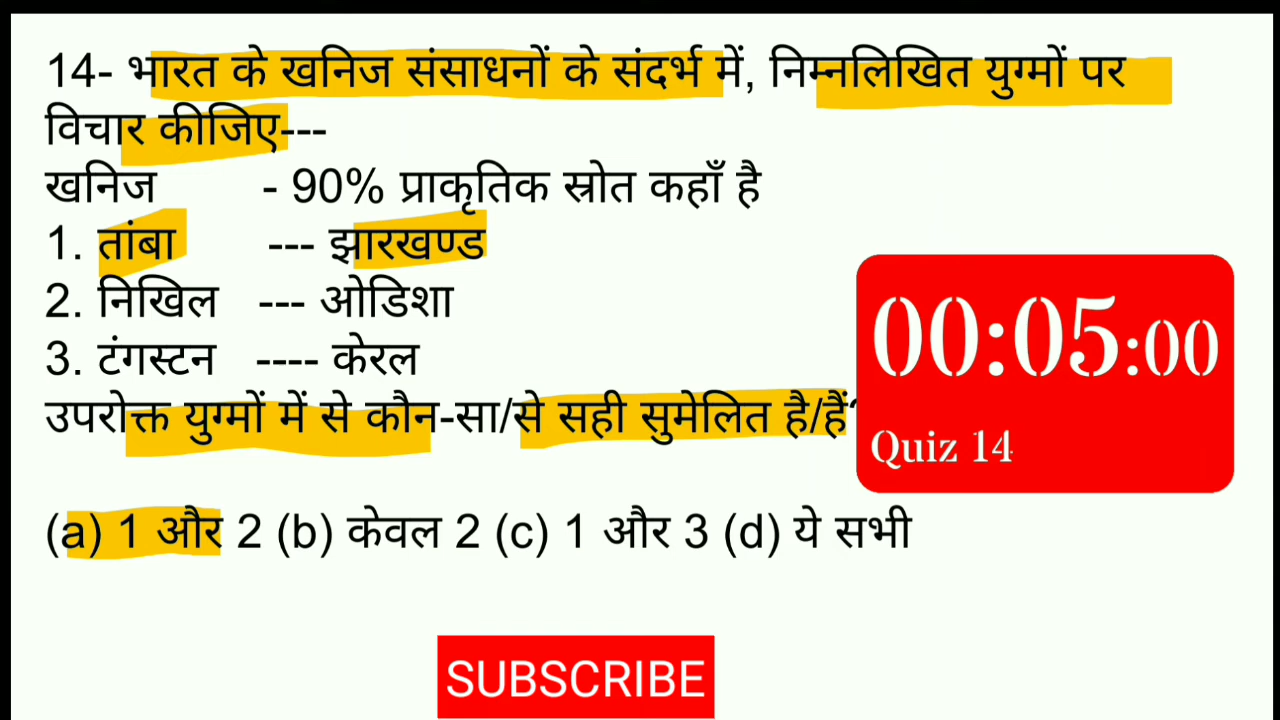 14- भारत के खनिज संसाधनों के संदर्भ में, निम्नलिखित युग्मों पर
विचार कीजिए---
खनिज - 90% प्राकृतिक स्रोत कहाँ है
1. तांबा --- झारखण्ड
2. निखिल --- ओडिशा
3. टंगस्टन ---- केरल
उपरोक्त युग्मों में से कौन-सा/से सही सुमेलित है/हैं?
00:05:00
Quiz 14
(a) 1 और 2 (b) केवल 2 (c) 1 और 3 (d) ये सभी
SUBSCRIBE